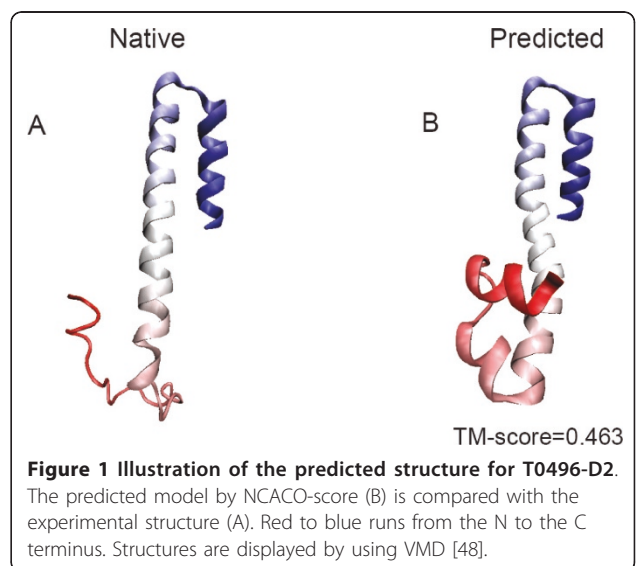 Native
Predicted
A
B
TM-score=0.463
Figure 1 Illustration of the predicted structure for T0496-D2.
The predicted model by NCACO-score (B) is compared with the
experimental structure (A). Red to blue runs from the N to the C
terminus. Structures are displayed by using VMD [48].